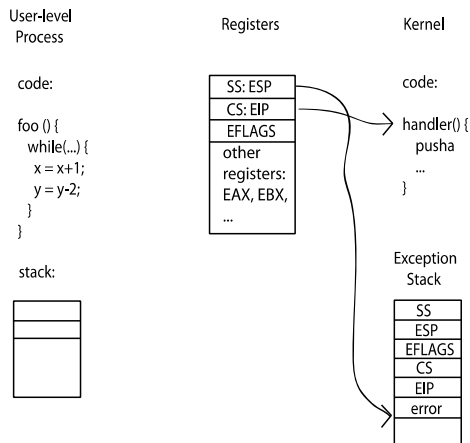 User-level
Process
code:
foo () {
while(...) {
x = x+1;
y = y-2;
}
}
stack:
Registers
SS: ESP
CS: EIP
EFLAGS
other
registers:
EAX, EBX,
...
Kernel
code:
handler() {
pusha
...
}
Exception
Stack
SS
ESP
EFLAGS
CS
EIP
error